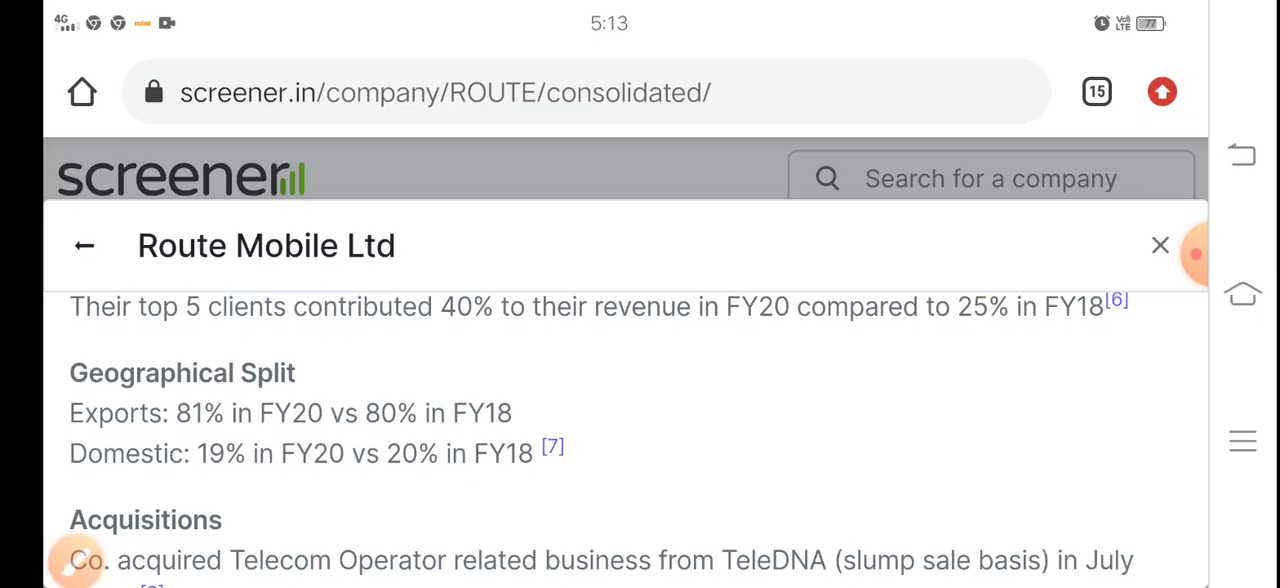 4G 5:13 VoI LTE 77
screener.in/company/ROUTE/consolidated/ 15
screener Search for a company
Route Mobile Ltd
Their top 5 clients contributed 40% to their revenue in FY20 compared to 25% in FY18[6]
Geographical Split
Exports: 81% in FY20 vs 80% in FY18
Domestic: 19% in FY20 vs 20% in FY18 [7]
Acquisitions
Co. acquired Telecom Operator related business from TeleDNA (slump sale basis) in July